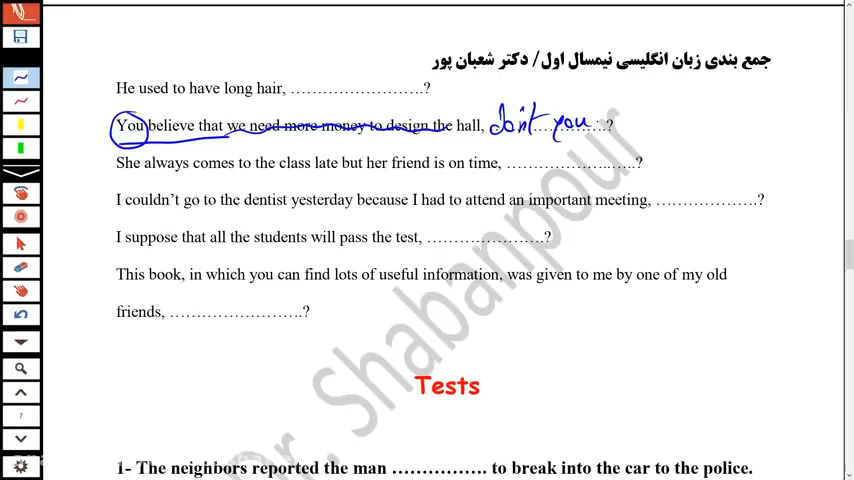 جمع بندی زبان انگلیسی نیمسال اول/ دکتر شعبان پور
He used to have long hair, …………………….?
You believe that we need more money to design the hall, don't you …………?
She always comes to the class late but her friend is on time, ………………..…..?
I couldn't go to the dentist yesterday because I had to attend an important meeting, ……………….?
I suppose that all the students will pass the test, ………………….?
This book, in which you can find lots of useful information, was given to me by one of my old
friends, …………………….?
Tests
1- The neighbors reported the man ……………. to break into the car to the police.
Dr. Shabanpour